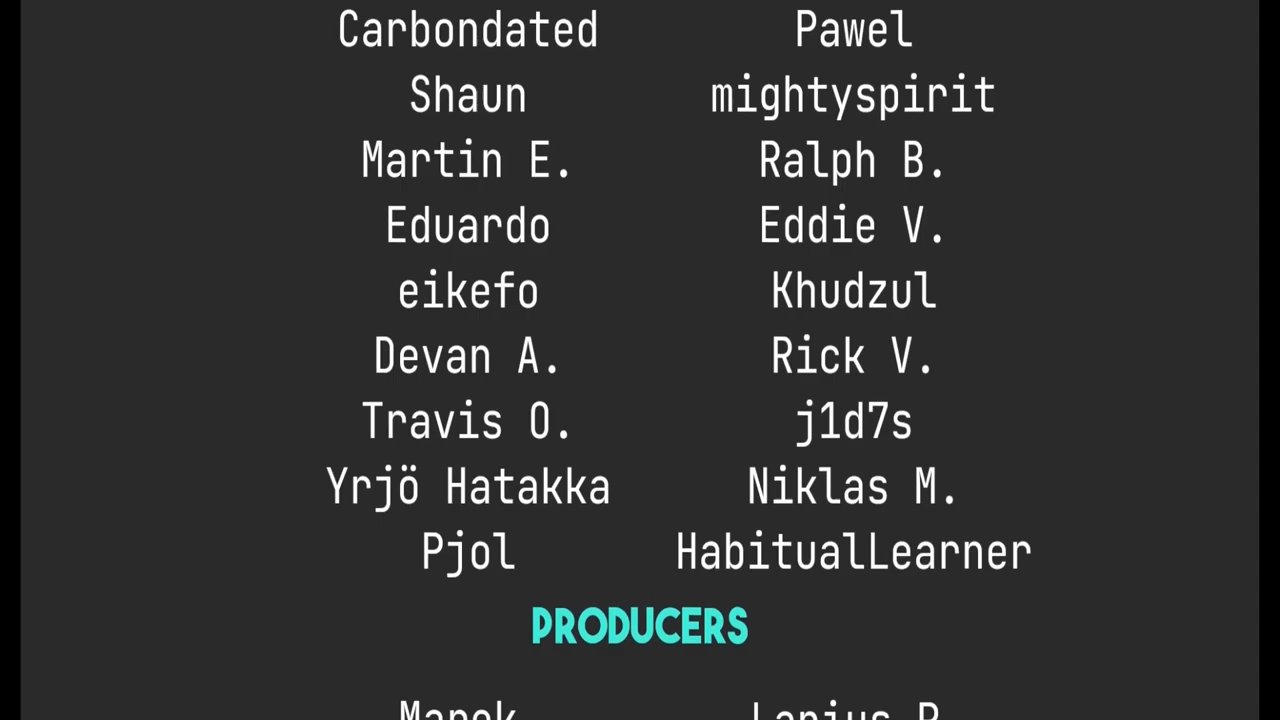 Carbondated Pawel
Shaun mightyspirit
Martin E. Ralph B.
Eduardo Eddie V.
eikefo Khudzul
Devan A. Rick V.
Travis O. j1d7s
Yrjö Hatakka Niklas M.
Pjol HabitualLearner
PRODUCERS